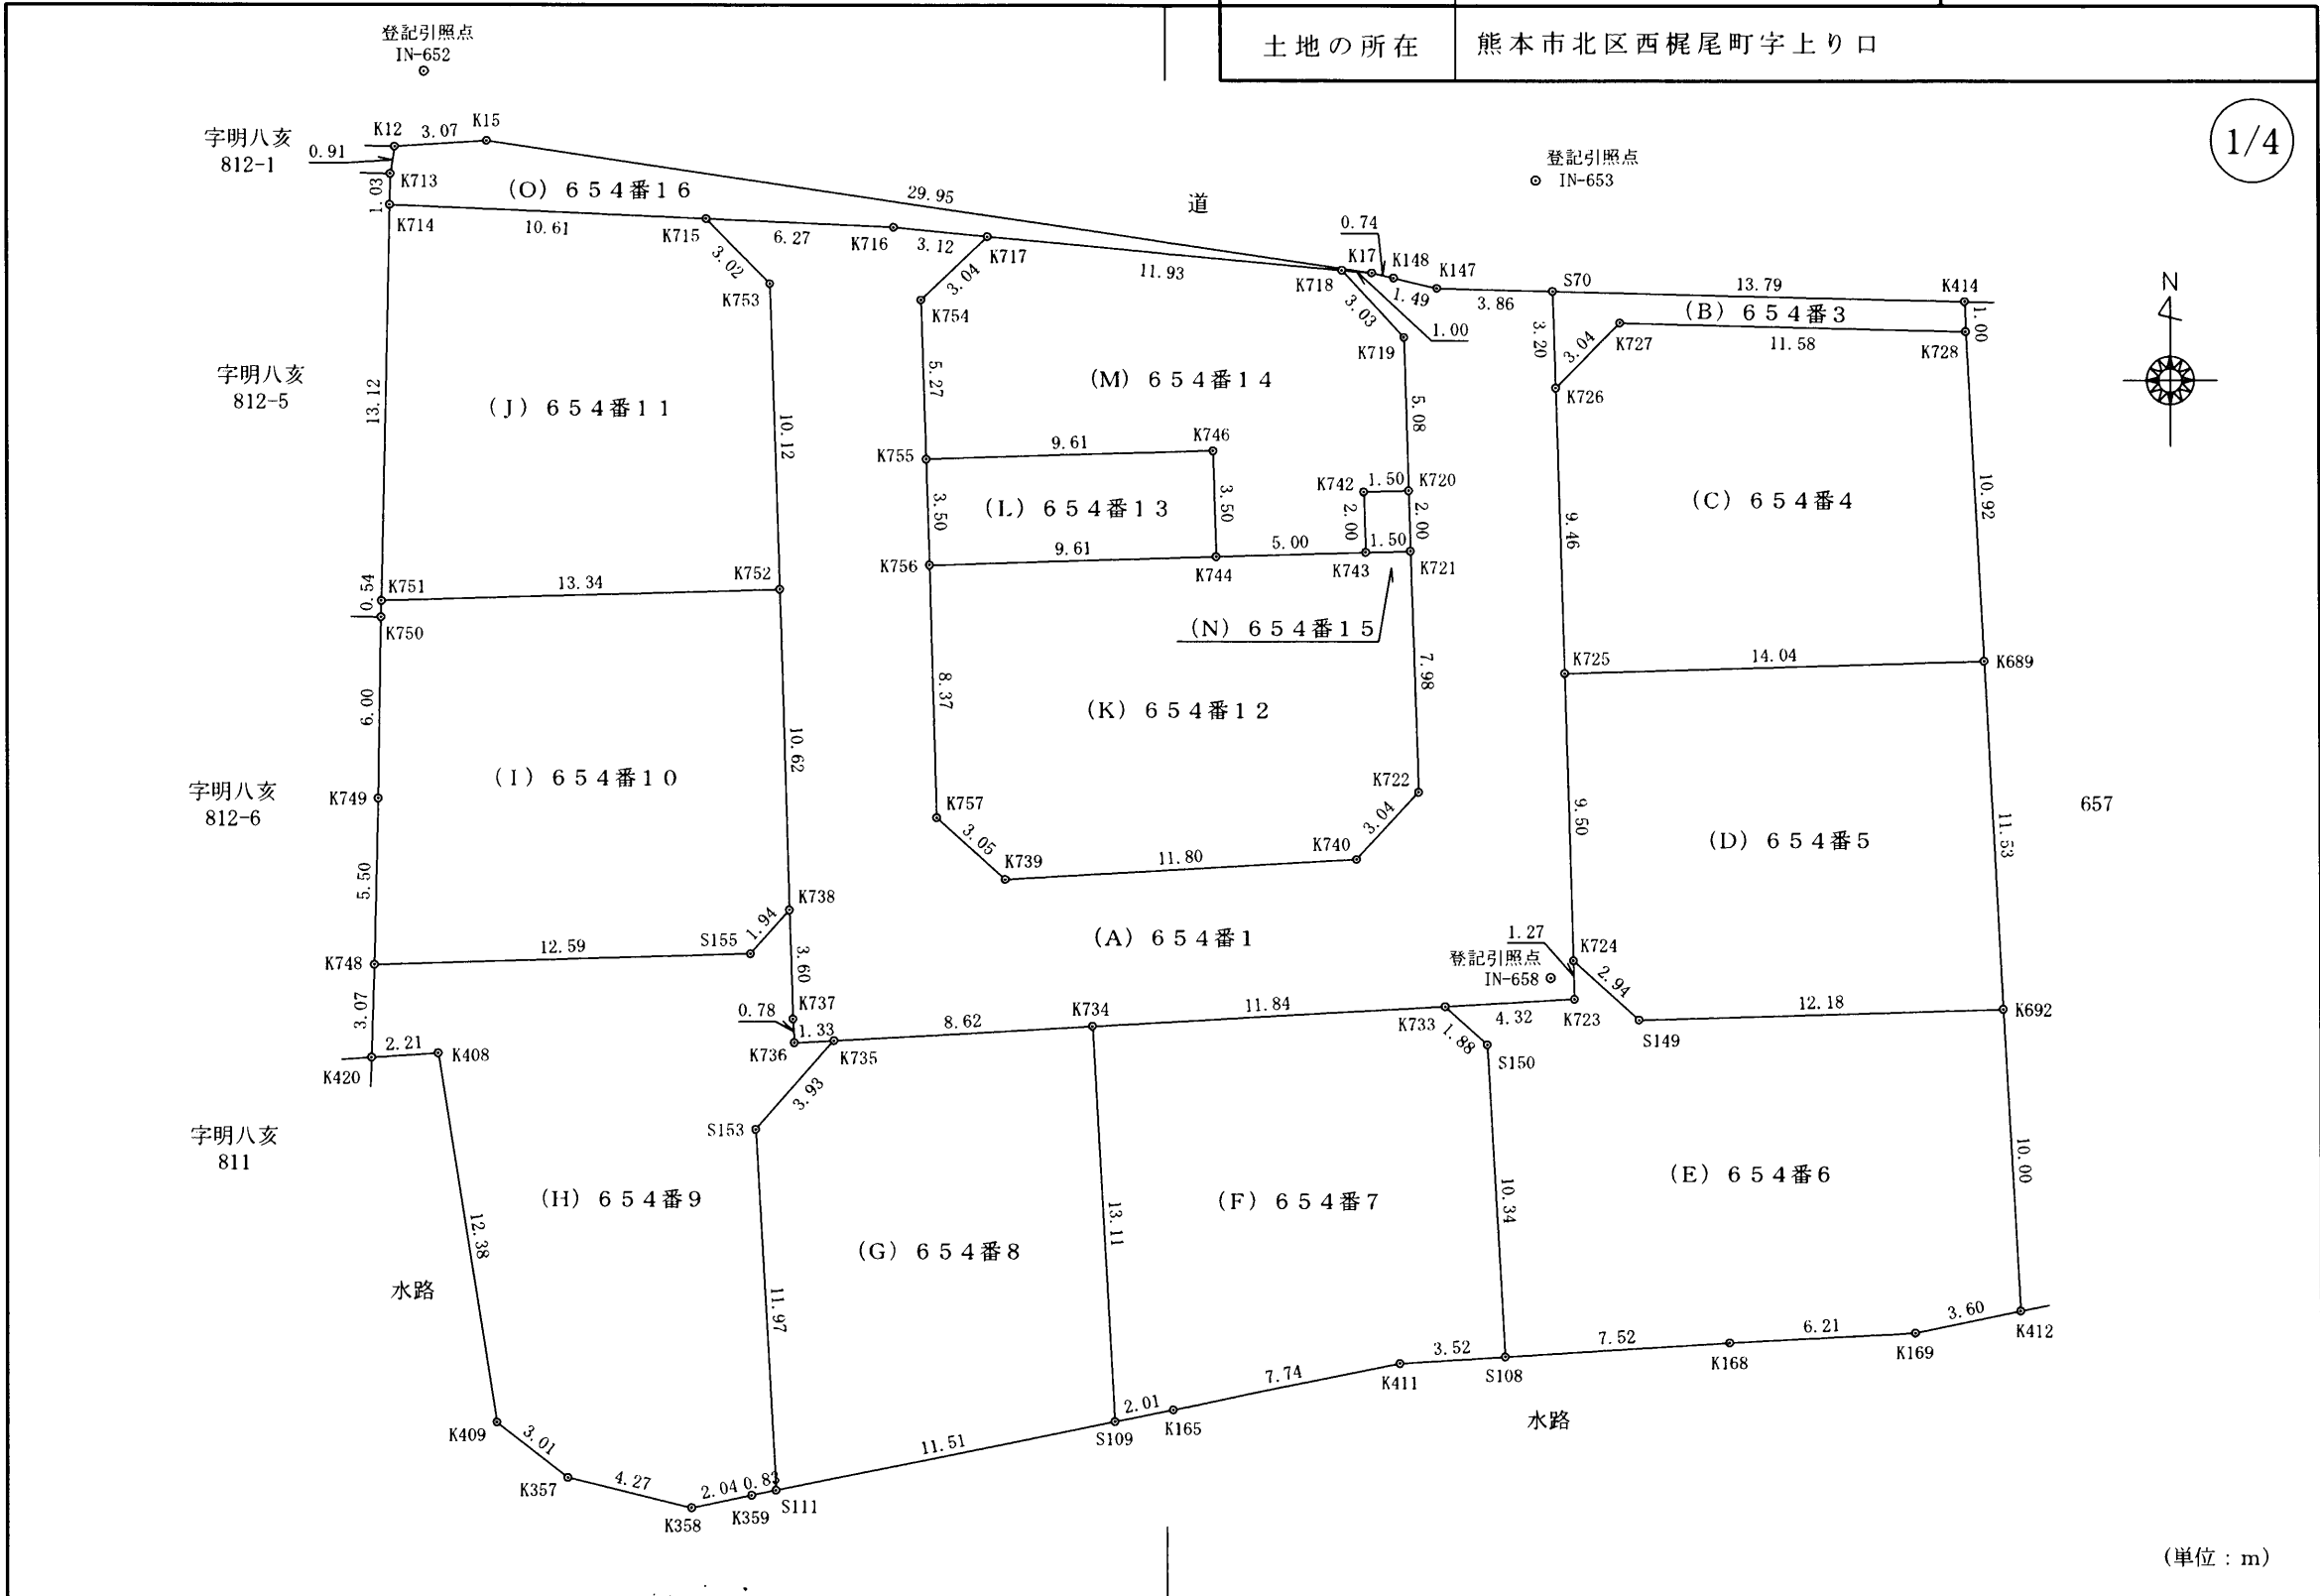 土地の所在 熊本市北区西梶尾町字上り口
1/4
登記引照点
IN-652
字明八亥
812-1
0.91
K12
3.07
K15
K713
1.03
(O) 654番16
29.95
道
登記引照点
IN-653
K714
10.61
K715
6.27
K716
3.12
K717
11.93
0.74
K17
K148
K147
K718
1.49
3.86
S70
13.79
K414
(B) 654番3
1.00
N
3.02
K753
3.04
K754
3.03
K719
1.00
3.20
3.04
K727
11.58
K728
K726
字明八亥
812-5
13.12
(J) 654番11
10.12
5.27
(M) 654番14
5.08
K755
9.61
K746
K742
1.50
K720
(C) 654番4
10.92
9.46
3.50
(L) 654番13
3.50
2.00
2.00
K756
9.61
K744
5.00
K743
1.50
K721
0.54
K751
13.34
K752
K750
(N) 654番15
K725
14.04
K689
6.00
8.37
(K) 654番12
7.98
10.62
(I) 654番10
字明八亥
812-6
K749
K722
657
K757
3.05
K739
11.80
K740
3.04
9.50
(D) 654番5
11.53
5.50
K738
1.94
S155
12.59
K748
3.60
(A) 654番1
1.27
K724
登記引照点
IN-658
2.94
12.18
K692
3.07
K737
0.78
1.33
8.62
K734
11.84
K733
4.32
K723
S149
K736
K735
1.88
S150
2.21
K408
K420
3.93
S153
字明八亥
811
(H) 654番9
12.38
13.11
(F) 654番7
10.34
(E) 654番6
10.00
(G) 654番8
水路
11.97
3.60
K412
6.21
K169
7.52
K168
S108
3.52
K411
7.74
K165
2.01
S109
水路
K409
3.01
K357
4.27
K358
2.04
0.83
K359
S111
11.51
(単位：m)